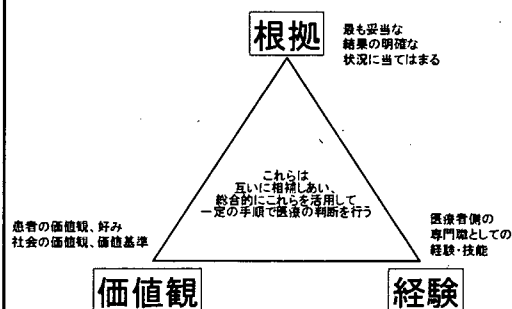 根拠
最も妥当な
結果の明確な
状況に当てはまる
これらは
互いに相補しあい、
総合的にこれらを活用して
一定の手順で医療の判断を行う
患者の価値観、好み
社会の価値観、価値基準
価値観
医療者側の
専門職としての
経験・技能
経験